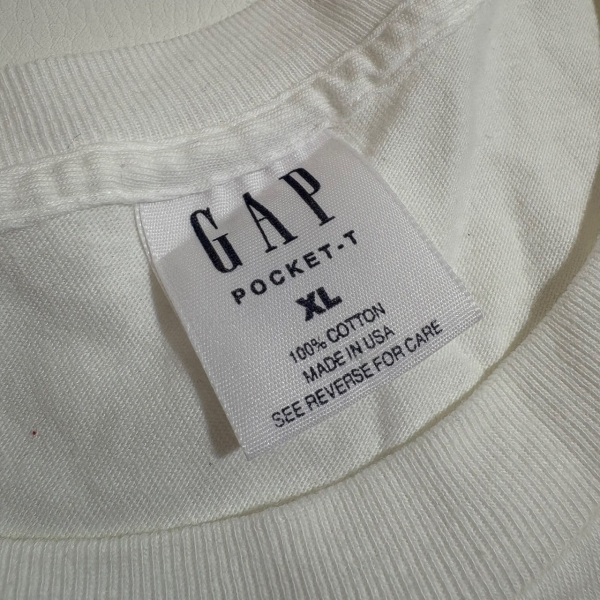 GAP
POCKET-T
XL
100% COTTON
MADE IN USA
SEE REVERSE FOR CARE